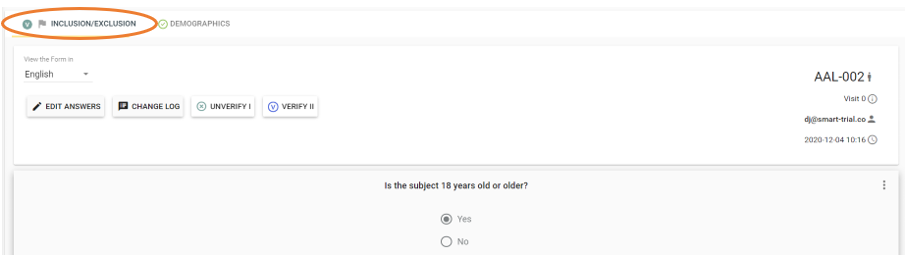 INCLUSION/EXCLUSION DEMOGRAPHICS
View the Form in
English
AAL-002
EDIT ANSWERS CHANGE LOG UNVERIFY I VERIFY II
Visit 0
dj@smart-trial.co
2020-12-04 10:16
Is the subject 18 years old or older?
Yes
No